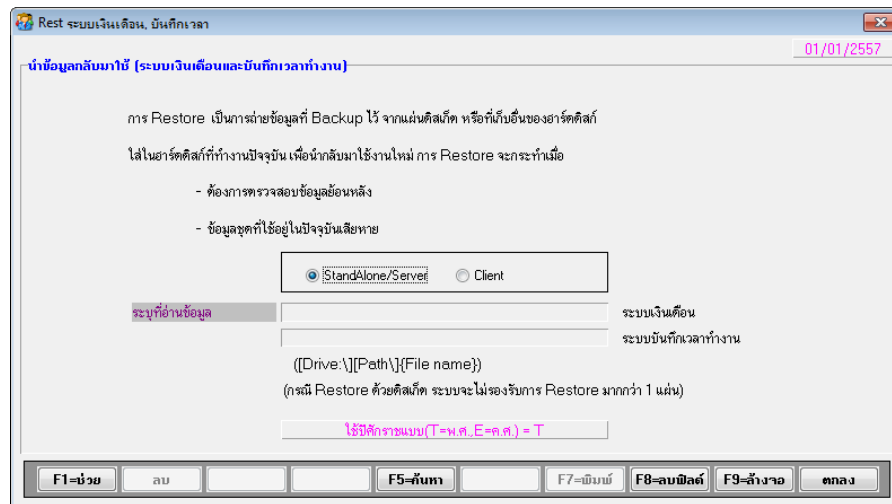 Rest ระบบเงินเดือน, บันทึกเวลา
01/01/2557
นำข้อมูลกลับมาใช้ (ระบบเงินเดือนและบันทึกเวลาทำงาน)
การ Restore เป็นการถ่ายข้อมูลที่ Backup ไว้ จากแผ่นดิสเก็ต หรือที่เก็บอื่นของฮาร์ดดิสก์
ใส่ในฮาร์ดดิสก์ที่ทำงานปัจจุบัน เพื่อนำกลับมาใช้งานใหม่ การ Restore จะกระทำเมื่อ
- ต้องการตรวจสอบข้อมูลย้อนหลัง
- ข้อมูลชุดที่ใช้อยู่ในปัจจุบันเสียหาย
StandAlone/Server Client
ระบุที่อ่านข้อมูล ระบบเงินเดือน
ระบบบันทึกเวลาทำงาน
([Drive:\][Path\]{File name})
(กรณี Restore ด้วยดิสเก็ต ระบบจะไม่รองรับการ Restore มากกว่า 1 แผ่น)
ใช้ปีศักราชแบบ(T=พ.ศ.,E=ค.ศ.) = T
F1=ช่วย ลบ F5=ค้นหา F7=พิมพ์ F8=ลบฟิลด์ F9=ล้างจอ ตกลง